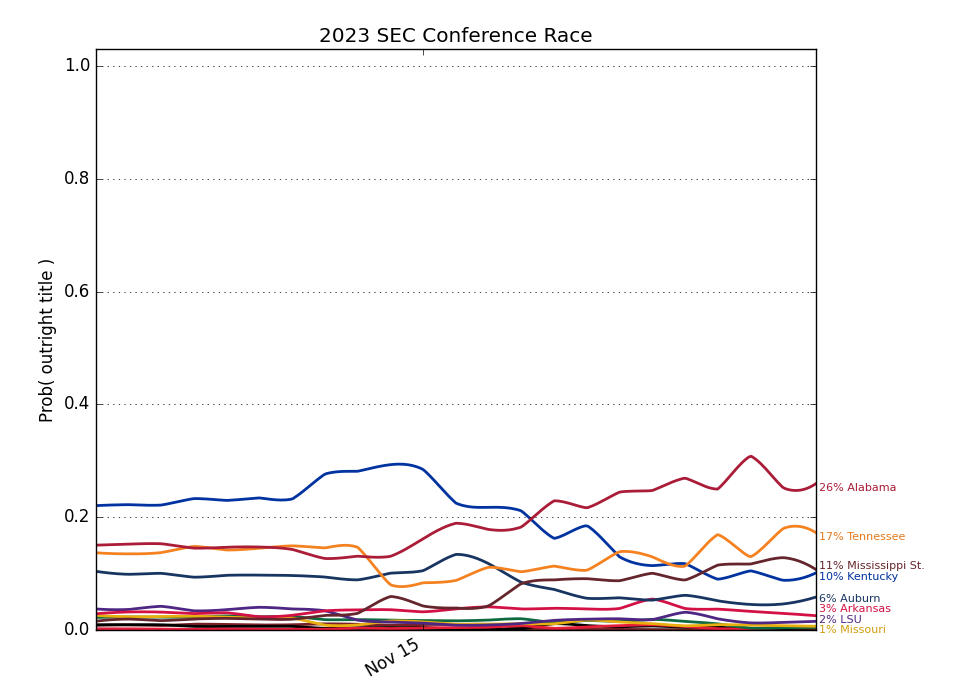 2023 SEC Conference Race
Prob( outright title )
1.0
0.8
0.6
0.4
0.2
0.0
Nov 15
26% Alabama
17% Tennessee
11% Mississippi St.
10% Kentucky
6% Auburn
3% Arkansas
2% LSU
1% Missouri